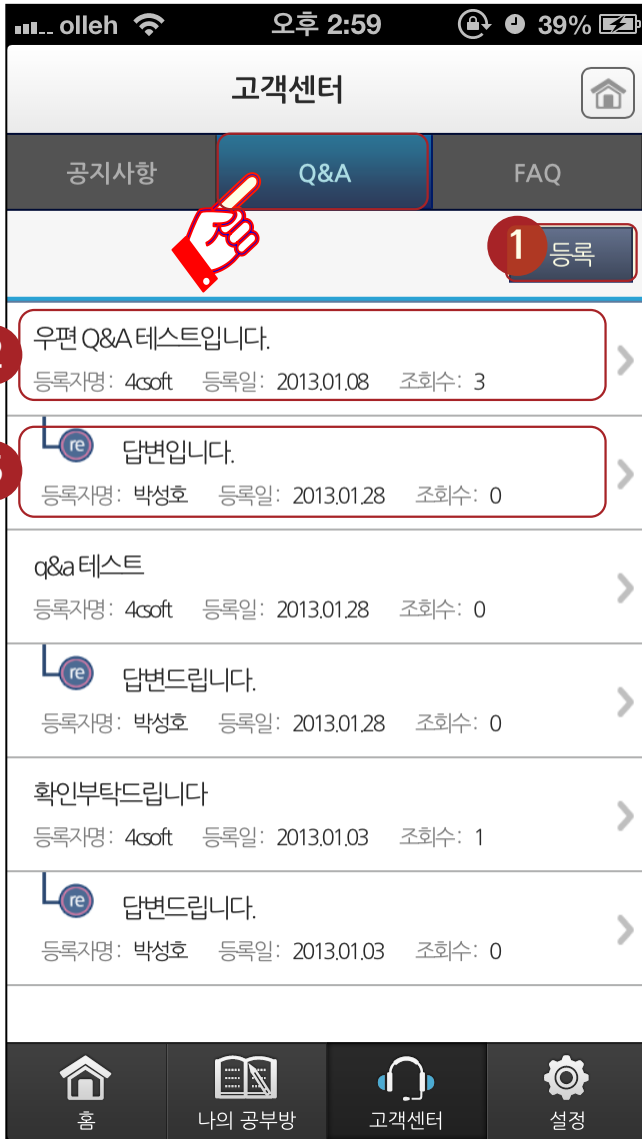 olleh 오후 2:59 39%
고객센터
공지사항 Q&A FAQ
1 등록
우편 Q&A 테스트입니다.
등록자명: 4csoft 등록일: 2013.01.08 조회수: 3
re 답변입니다.
등록자명: 박성호 등록일: 2013.01.28 조회수: 0
q&a 테스트
등록자명: 4csoft 등록일: 2013.01.28 조회수: 0
re 답변드립니다.
등록자명: 박성호 등록일: 2013.01.28 조회수: 0
확인부탁드립니다
등록자명: 4csoft 등록일: 2013.01.03 조회수: 1
re 답변드립니다.
등록자명: 박성호 등록일: 2013.01.03 조회수: 0
홈 나의 공부방 고객센터 설정